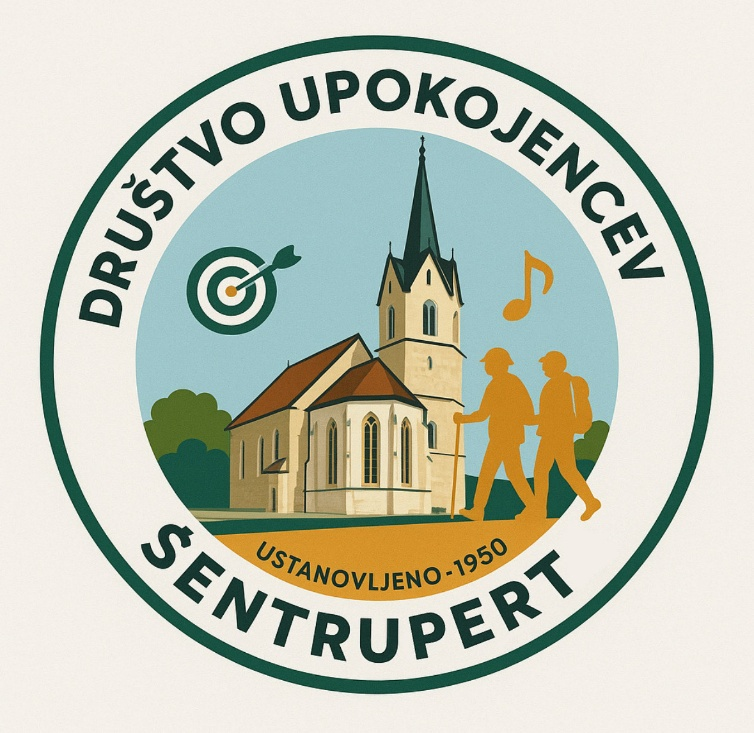 DRUŠTVO UPOKOJENCEV
USTANOVLJENO - 1950
ŠENTRUPERT